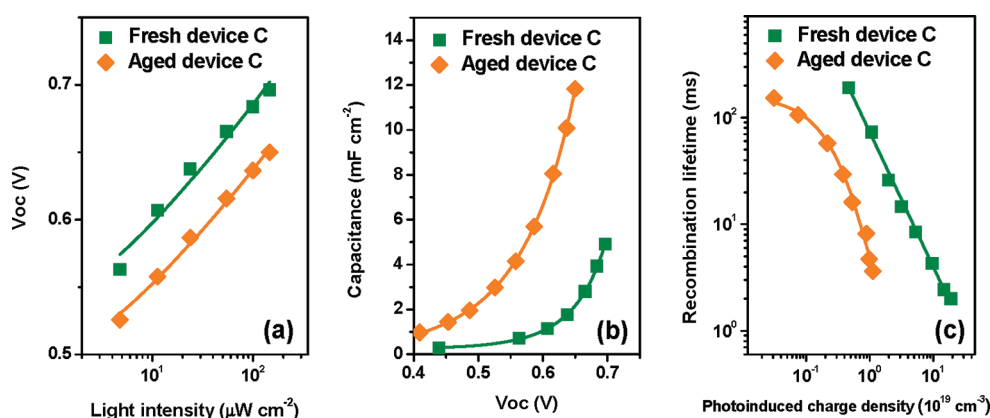 Fresh device C
Aged device C
0.7
0.6
0.5
Voc (V)
10¹
10²
Light intensity (μW cm⁻²)
(a)
Fresh device C
Aged device C
14
12
10
8
6
4
2
0
Capacitance (mF cm⁻²)
0.4
0.5
0.6
0.7
Voc (V)
(b)
Fresh device C
Aged device C
10²
10¹
10⁰
Recombination lifetime (ms)
10⁻¹
10⁰
10¹
Photoinduced charge density (10¹⁹ cm⁻³)
(c)